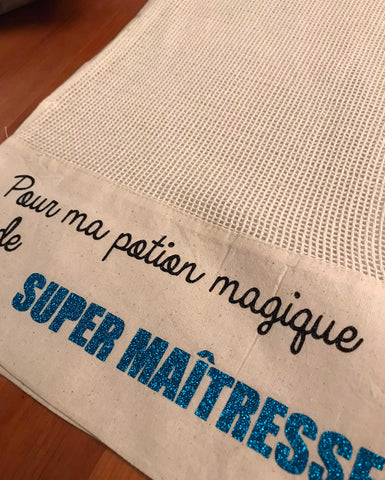 Pour ma potion magique
de
SUPER MAÎTRESSE